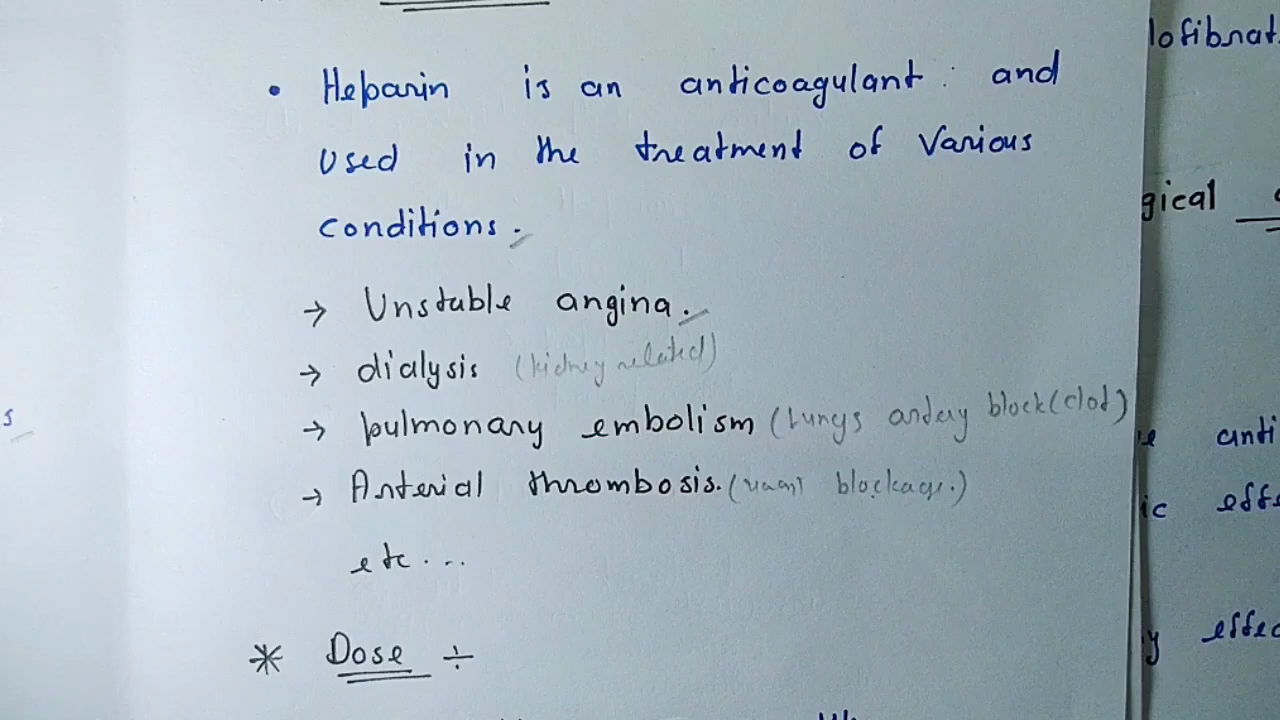 • Heparin is an anticoagulant. and
used in the treatment of various
conditions.
→ Unstable angina.
→ dialysis (kidney related)
→ pulmonary embolism (Lungs artery block (clot)
→ Arterial thrombosis. ( blockage.)
etc...
* Dose ÷
lofibrat
gical
anti
ic effe
y effec
s